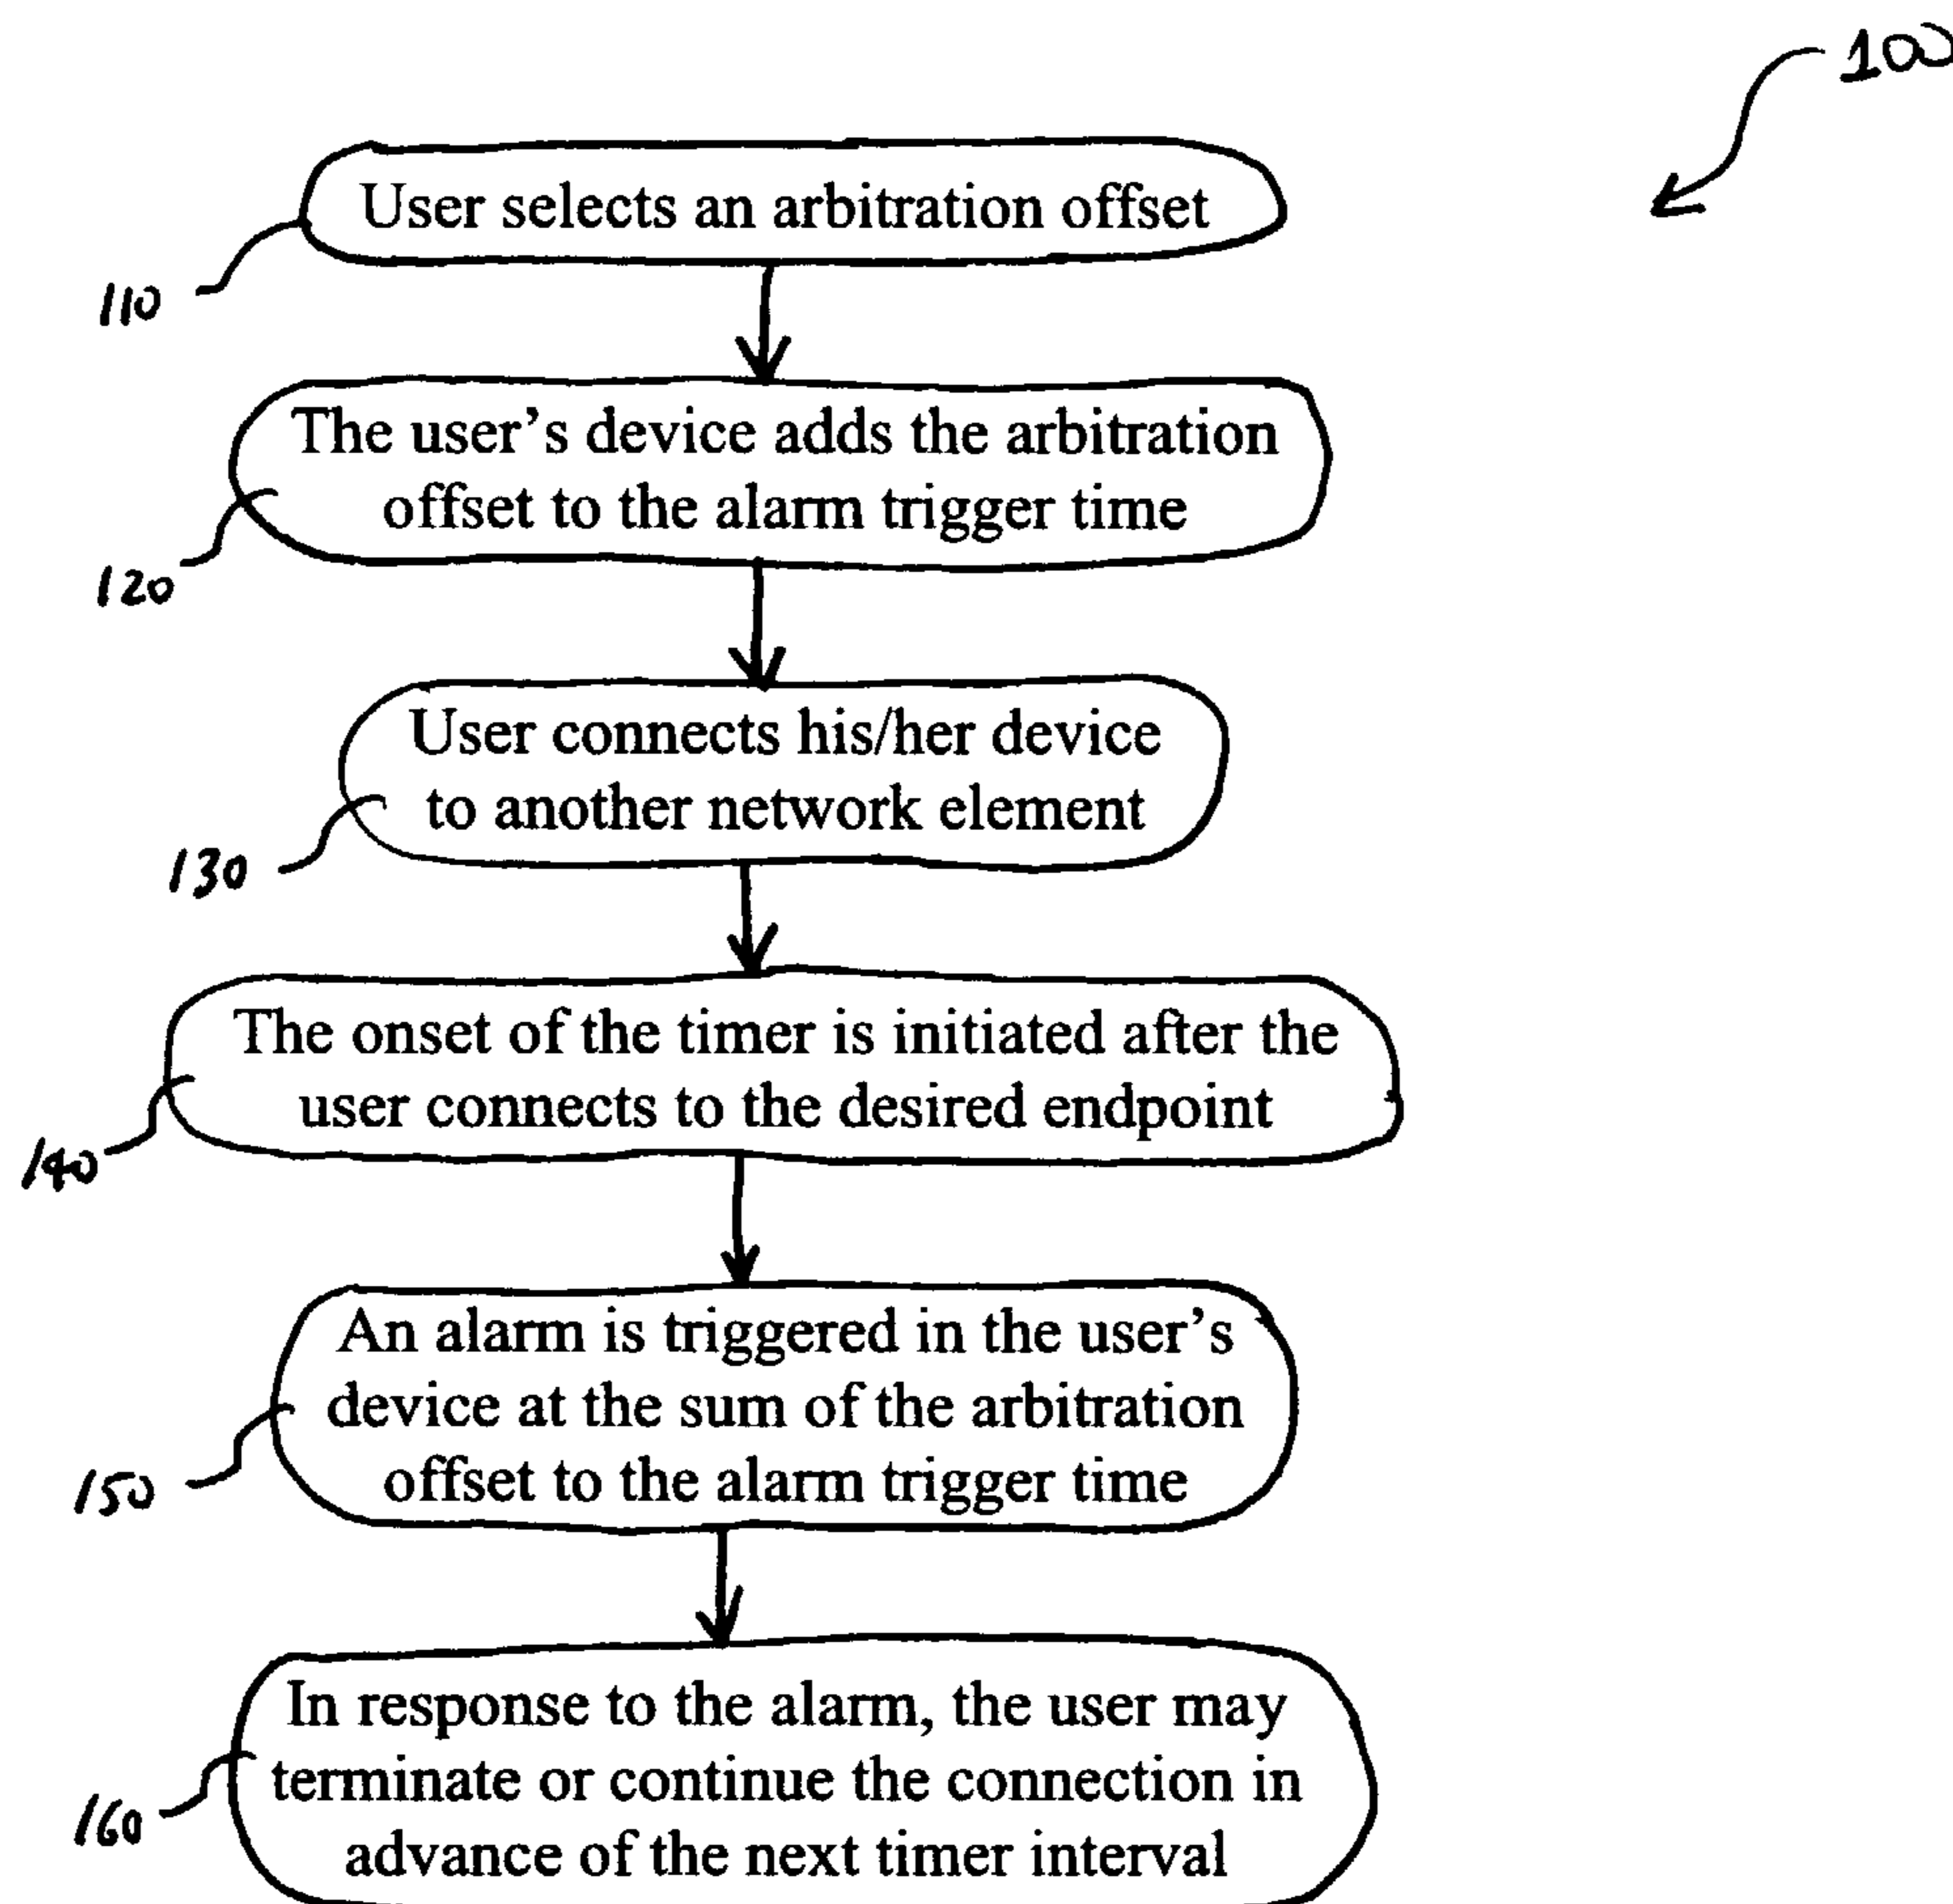 100
User selects an arbitration offset
110
The user's device adds the arbitration
offset to the alarm trigger time
120
User connects his/her device
to another network element
130
The onset of the timer is initiated after the
user connects to the desired endpoint
140
An alarm is triggered in the user's
device at the sum of the arbitration
offset to the alarm trigger time
150
In response to the alarm, the user may
terminate or continue the connection in
advance of the next timer interval
160